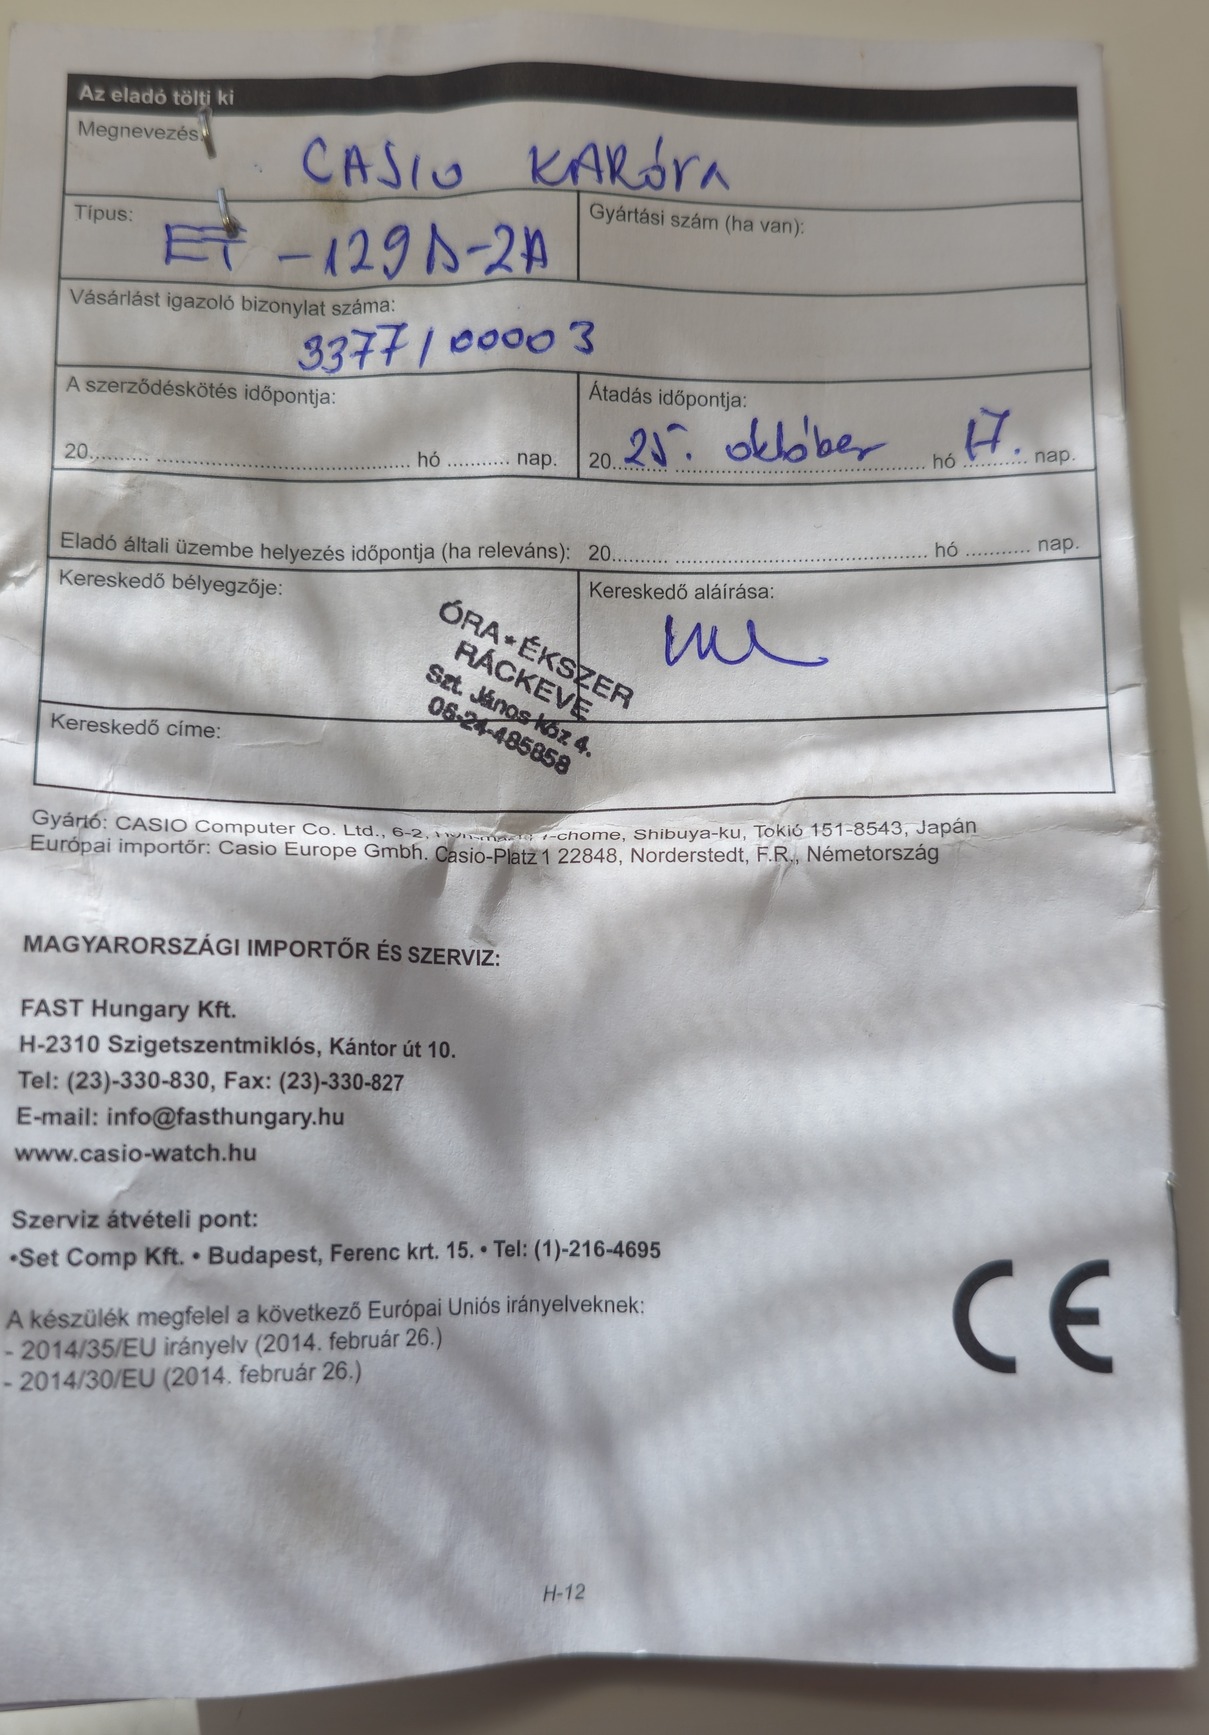 Az eladó tölti ki
Megnevezés:
CASIO KARóra
Típus:
-129D-2A
Gyártási szám (ha van):
Vásárlást igazoló bizonylat száma:
3377/00003
A szerződéskötés időpontja:
20.......... ........................................ hó .......... nap.
Átadás időpontja:
20 25. október hó 17. nap.
Eladó általi üzembe helyezés időpontja (ha releváns): 20.......... ........................................ hó .......... nap.
Kereskedő bélyegzője:
ÓRA*ÉKSZER
RÁCKEVE
Szt. János köz 4.
06-24-485858
Kereskedő aláírása:
Kereskedő címe:
Gyártó: CASIO Computer Co. Ltd., 6-2, -chome, Shibuya-ku, Tokió 151-8543, Japán
Európai importőr: Casio Europe Gmbh. Casio-Platz 1 22848, Norderstedt, F.R., Németország
MAGYARORSZÁGI IMPORTŐR ÉS SZERVIZ:
FAST Hungary Kft.
H-2310 Szigetszentmiklós, Kántor út 10.
Tel: (23)-330-830, Fax: (23)-330-827
E-mail: info@fasthungary.hu
www.casio-watch.hu
Szerviz átvételi pont:
•Set Comp Kft. • Budapest, Ferenc krt. 15. • Tel: (1)-216-4695
A készülék megfelel a következő Európai Uniós irányelveknek:
- 2014/35/EU irányelv (2014. február 26.)
- 2014/30/EU (2014. február 26.)
CE
H-12